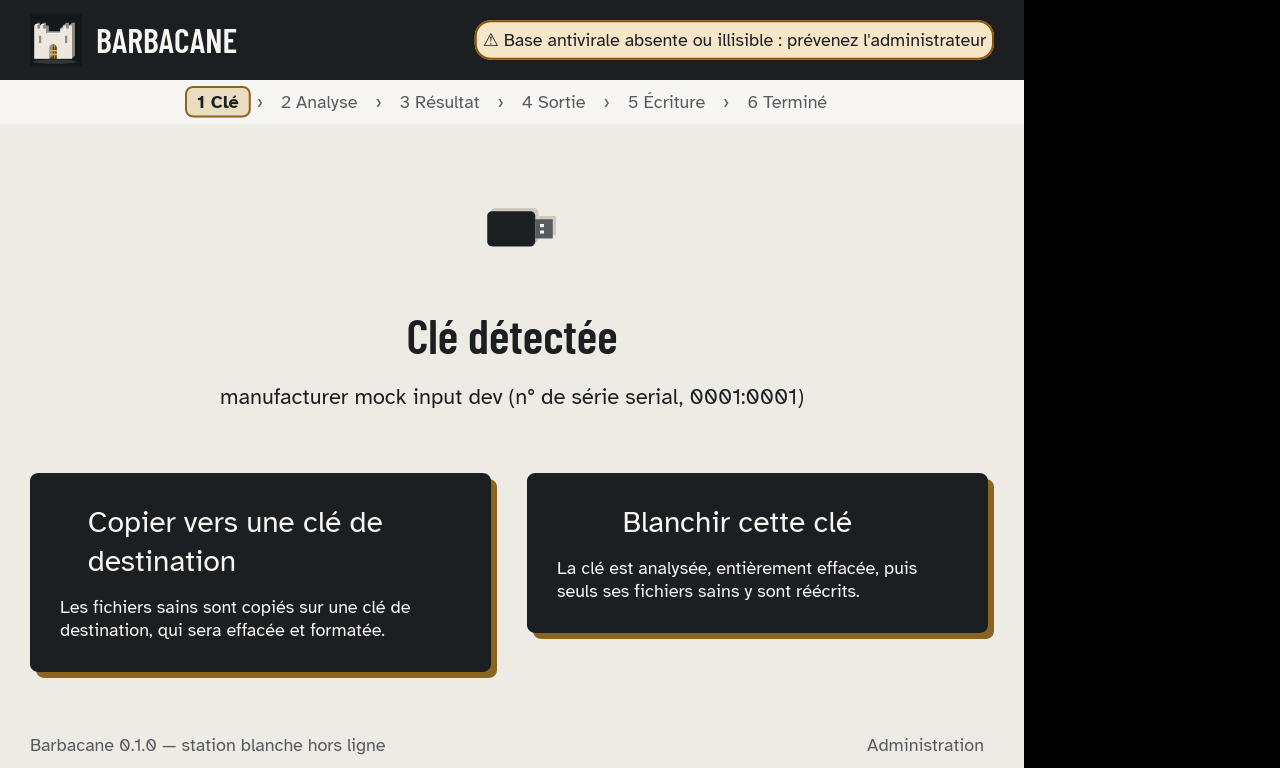 BARBACANE
⚠ Base antivirale absente ou illisible : prévenez l'administrateur
1 Clé › 2 Analyse › 3 Résultat › 4 Sortie › 5 Écriture › 6 Terminé
Clé détectée
manufacturer mock input dev (n° de série serial, 0001:0001)
Copier vers une clé de
destination
Les fichiers sains sont copiés sur une clé de
destination, qui sera effacée et formatée.
Blanchir cette clé
La clé est analysée, entièrement effacée, puis
seuls ses fichiers sains y sont réécrits.
Barbacane 0.1.0 — station blanche hors ligne
Administration